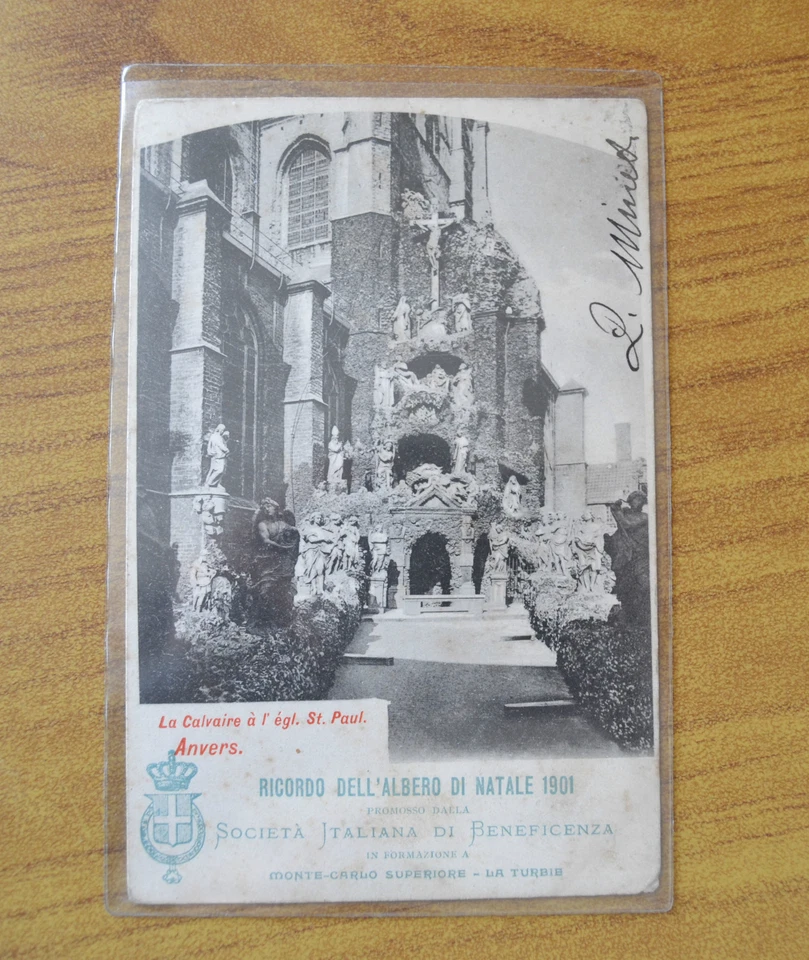 La Calvaire à l' égl. St. Paul.
Anvers.
RICORDO DELL'ALBERO DI NATALE 1901
PROMOSSO DALLA
SOCIETÀ ITALIANA DI BENEFICENZA
IN FORMAZIONE A
MONTE-CARLO SUPERIORE - LA TURBIE